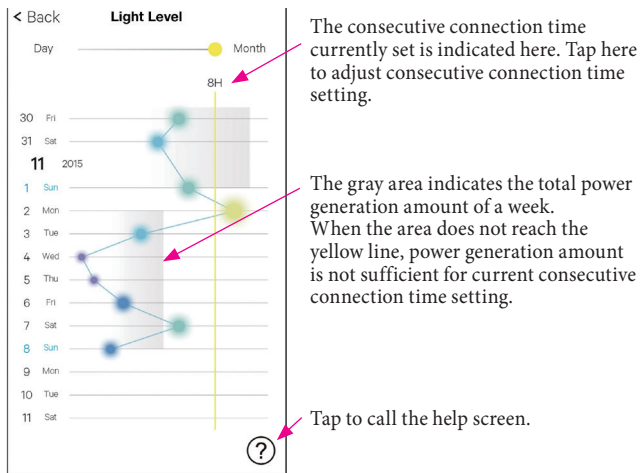 < Back Light Level
Day Month
8H
30 Fri
31 Sat
11 2015
1 Sun
2 Mon
3 Tue
4 Wed
5 Thu
6 Fri
7 Sat
8 Sun
9 Mon
10 Tue
11 Sat
?
The consecutive connection time
currently set is indicated here. Tap here
to adjust consecutive connection time
setting.
The gray area indicates the total power
generation amount of a week.
When the area does not reach the
yellow line, power generation amount
is not sufficient for current consecutive
connection time setting.
Tap to call the help screen.